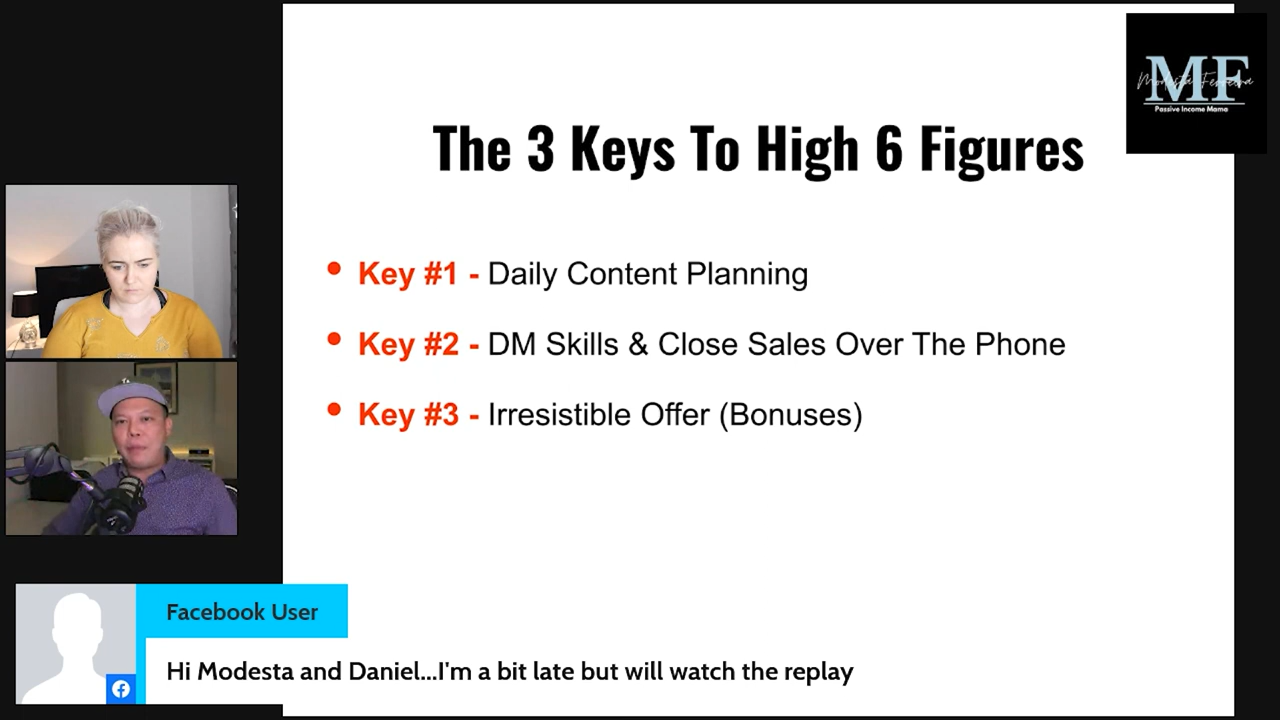 MF
Modesta Ferreira
Passive Income Mama
The 3 Keys To High 6 Figures
Key #1 - Daily Content Planning
Key #2 - DM Skills & Close Sales Over The Phone
Key #3 - Irresistible Offer (Bonuses)
Facebook User
Hi Modesta and Daniel...I'm a bit late but will watch the replay